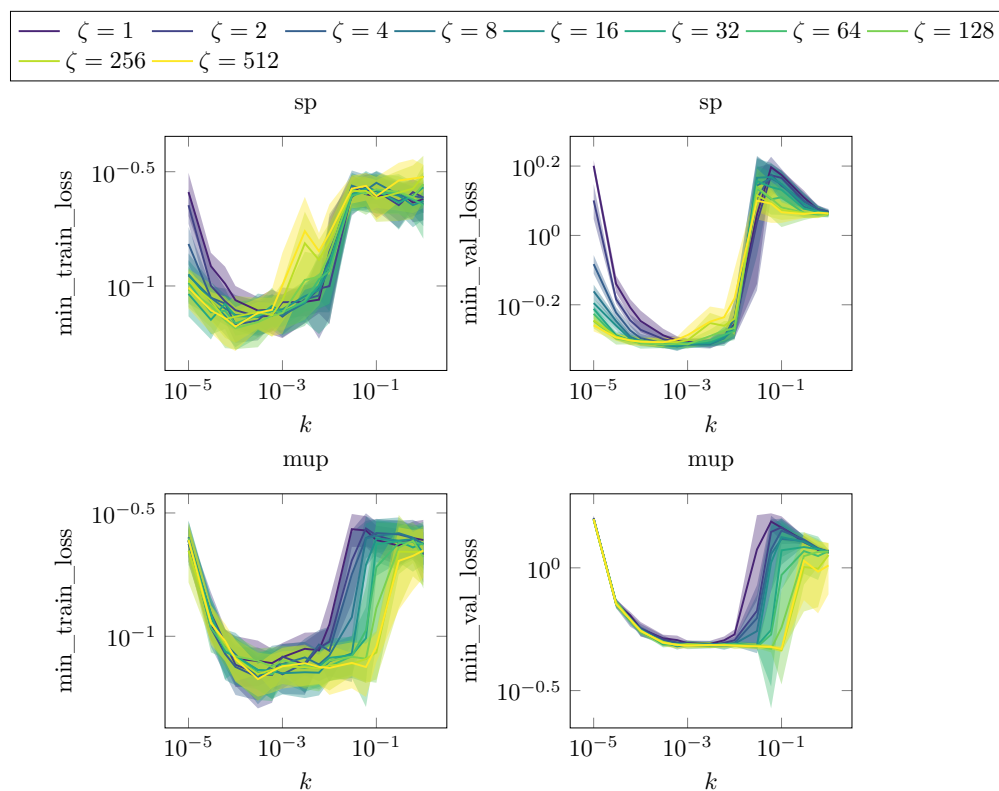 ζ = 1 ζ = 2 ζ = 4 ζ = 8 ζ = 16 ζ = 32 ζ = 64 ζ = 128
ζ = 256 ζ = 512
sp
min_train_loss
10^{-0.5}
10^{-1}
10^{-5} 10^{-3} 10^{-1}
k
sp
min_val_loss
10^{0.2}
10^{0}
10^{-0.2}
10^{-5} 10^{-3} 10^{-1}
k
mup
min_train_loss
10^{-0.5}
10^{-1}
10^{-5} 10^{-3} 10^{-1}
k
mup
min_val_loss
10^{0}
10^{-0.5}
10^{-5} 10^{-3} 10^{-1}
k